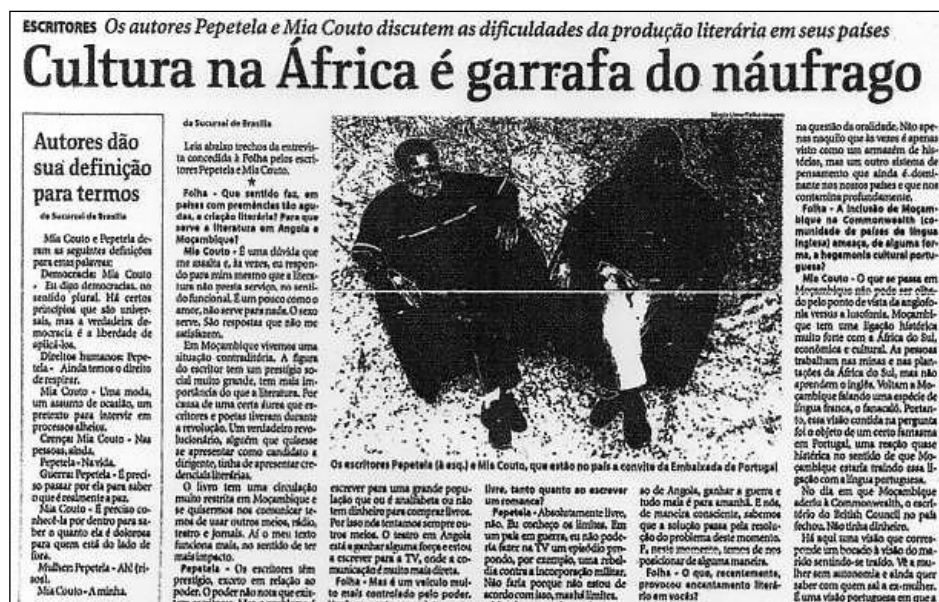 ESCRITORES Os autores Pepetela e Mia Couto discutem as dificuldades da produção literária em seus países
Cultura na África é garrafa do náufrago
Autores dão
sua definição
para termos
da Sucursal de Brasília
Mia Couto e Pepetela de-
ram as seguintes definições
para estas palavras:
Democracia: Mia Couto
- Eu digo democracias, no
sentido plural. Há certos
princípios que são univer-
sais, mas a verdadeira de-
mocracia é a liberdade de
aplicá-los.
Direitos humanos: Pepe-
tela - Ainda temos o direito
de respirar.
Mia Couto - Uma moda,
um assunto de ocasião, um
pretexto para intervir em
processos alheios.
Crença: Mia Couto - Nas
pessoas, ainda.
Pepetela - Na vida.
Guerra: Pepetela - É preci-
so passar por ela para saber
o que é realmente a paz.
Mia Couto - É preciso co-
nhecê-la por dentro para sa-
ber o quanto ela é dolorosa
para quem está do lado de
fora.
Mulher: Pepetela - Ah! (ri-
sos).
Mia Couto - A minha.
da Sucursal de Brasília
Leia abaixo trechos da entrevis-
ta concedida à Folha pelos escri-
tores Pepetela e Mia Couto.
★
Folha - Que sentido faz, em
países com premências tão agu-
das, a criação literária? Para que
serve a literatura em Angola e
Moçambique?
Mia Couto - É uma dúvida que
me assalta e, às vezes, eu respon-
do para mim mesmo que a litera-
tura não presta serviço, no senti-
do funcional. É um pouco como o
amor, não serve para nada. O sexo
serve. São respostas que não me
satisfazem.
Em Moçambique vivemos uma
situação contraditória. A figura
do escritor tem um prestígio so-
cial muito grande, tem mais im-
portância do que a literatura. Por
causa de uma certa áurea que es-
critores e poetas tiveram durante
a revolução. Um verdadeiro revo-
lucionário, alguém que quisesse
se apresentar como candidato a
dirigente, tinha de apresentar cre-
denciais literárias.
O livro tem uma circulação
muito restrita em Moçambique e
se quisermos nos comunicar te-
mos de usar outros meios, rádio,
teatro e jornais. Aí o meu texto
funciona mais, no sentido de ter
mais impacto.
Pepetela - Os escritores têm
prestígio, exceto em relação ao
poder. O poder não nota que exis-
Os escritores Pepetela (à esq.) e Mia Couto, que estão no país a convite da Embaixada de Portugal
escrever para uma grande popu-
lação que ou é analfabeta ou não
tem dinheiro para comprar livros.
Por isso nós tentamos sempre ou-
tros meios. O teatro em Angola
está a ganhar alguma força e estou
a escrever para a TV, onde a co-
municação é muito mais direta.
Folha - Mas é um veículo mui-
to mais controlado pelo poder.
livre, tanto quanto ao escrever
um romance?
Pepetela - Absolutamente livre,
não. Eu conheço os limites. Em
um país em guerra, eu não pode-
ria fazer na TV um episódio pro-
pondo, por exemplo, uma rebel-
dia contra a incorporação militar.
Não faria porque não estou de
acordo com isso, mas há limites.
so de Angola, ganhar a guerra e
tudo mais é para amanhã. E nós,
de maneira consciente, sabemos
que a solução passa pela resolu-
ção do problema deste momento.
E, neste momento, temos de nos
posicionar de alguma maneira.
Folha - O que, recentemente,
provocou encantamento literá-
rio em vocês?
na questão da oralidade. Não ape-
nas naquilo que às vezes é apenas
visto como um armazém de his-
tórias, mas um outro sistema de
pensamento que ainda é domi-
nante nos nossos países e que nos
contamina profundamente.
Folha - A inclusão de Moçam-
bique na Commonwealth (co-
munidade de países de língua
inglesa) ameaça, de alguma for-
ma, a hegemonia cultural portu-
guesa?
Mia Couto - O que se passa em
Moçambique não pode ser olha-
do pelo ponto de vista da anglofo-
nia versus a lusofonia. Moçambi-
que tem uma ligação histórica
muito forte com a África do Sul,
econômica e cultural. As pessoas
trabalham nas minas e nas plan-
tações da África do Sul, mas não
aprendem o inglês. Voltam a Mo-
çambique falando uma espécie de
língua franca, o fanacaló. Portan-
to, essa visão contida na pergunta
foi o objeto de um certo fantasma
em Portugal, uma reação quase
histérica no sentido de que Mo-
çambique estaria traindo essa li-
gação com a língua portuguesa.
No dia em que Moçambique
aderiu à Commonwealth, o escri-
tório do British Council no país
fechou. Não tinha dinheiro.
Há aqui uma visão que corres-
ponde um bocado à visão do ma-
rido sentindo-se traído. Vê a mu-
lher sem autonomia e ainda quer
saber com quem sai a ex-mulher.
É uma visão portuguesa em que a